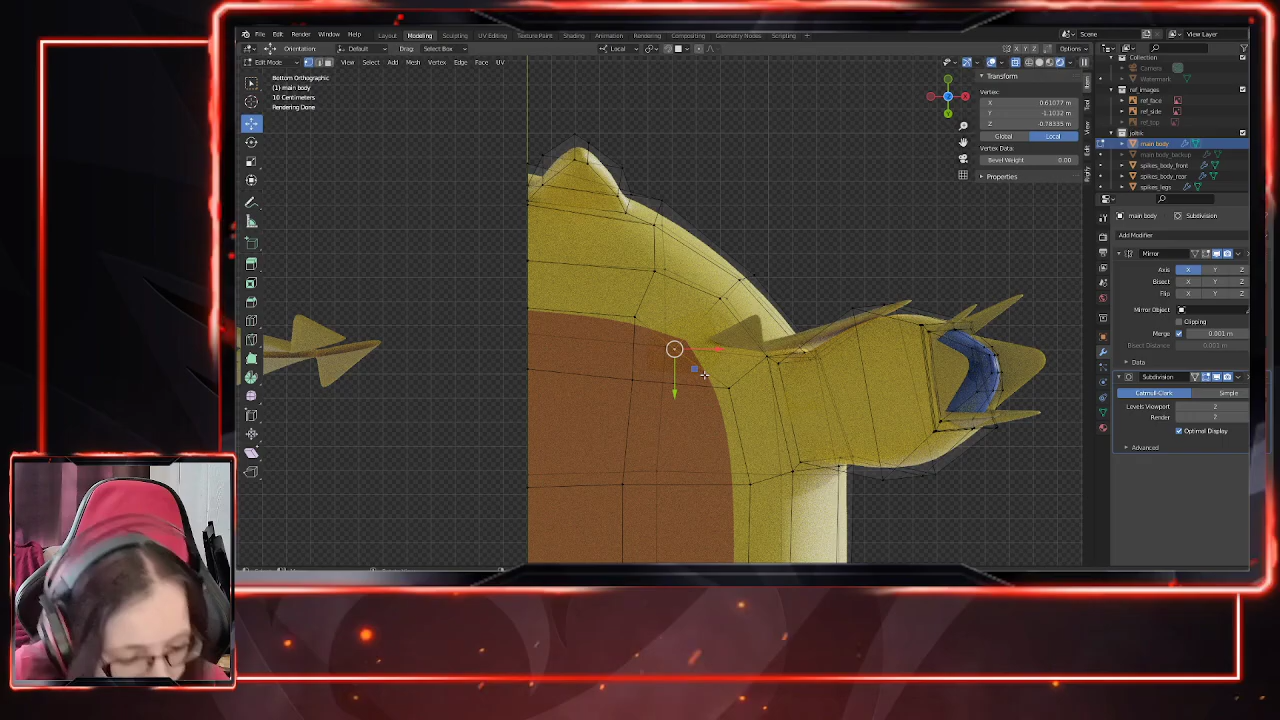 File Edit Render Window Help Layout Modeling Sculpting UV Editing Texture Paint Shading Animation Rendering Compositing Geometry Nodes Scripting + Scene View Layer
Orientation: Default Drag: Select Box Local X Y Z Options
Edit Mode View Select Add Mesh Vertex Edge Face UV
Bottom Orthographic
(1) main body
10 Centimeters
Rendering Done
Transform
Vertex:
X 0.61077 m
Y -1.1032 m
Z -0.78335 m
Global Local
Vertex Data:
Bevel Weight 0.00
Properties
Item
Tool
View
Edit
Collection
Camera
Watermark
ref_images
ref_face
ref_side
ref_top
joltik
main body
main body_backup
spikes_body_front
spikes_body_rear
spikes_legs
main body Subdivision
Add Modifier
Mirror
Axis X Y Z
Bisect X Y Z
Flip X Y Z
Mirror Object
Clipping
Merge 0.001 m
Bisect Distance 0.001 m
Data
Subdivision
Catmull-Clark Simple
Levels Viewport 2
Render 2
Optimal Display
Advanced